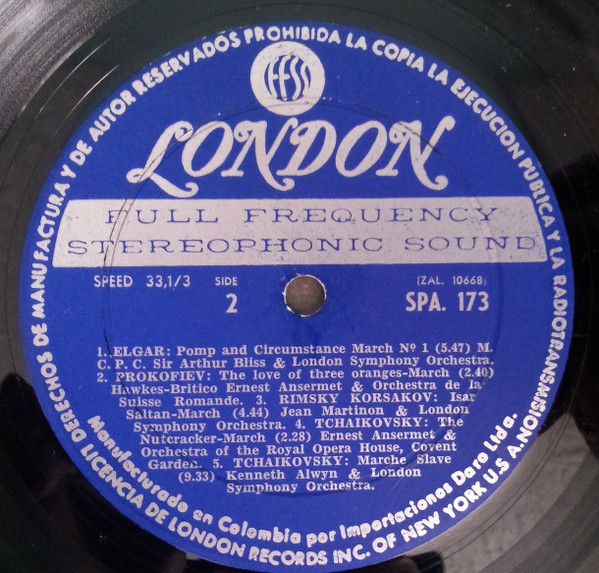 DERECHOS DE MANUFACTURA Y DE AUTOR RESERVADOS PROHIBIDA LA COPIA LA EJECUCION PUBLICA Y LA RADIOTRANSMISION.
FFSS
LONDON
FULL FREQUENCY
STEREOPHONIC SOUND
SPEED 33,1/3 SIDE 2
(ZAL. 10668)
SPA. 173
1. ELGAR: Pomp and Circumstance March Nº 1 (5.47) M.
C. P. C. Sir Arthur Bliss & London Symphony Orchestra.
2. PROKOFIEV: The love of three oranges-March (2.40)
Hawkes-Britico Ernest Ansermet & Orchestra de la
Suisse Romande. 3. RIMSKY KORSAKOV: Isar
Saltan-March (4.44) Jean Martinon & London
Symphony Orchestra. 4. TCHAIKOVSKY: The
Nutcracker-March (2.28) Ernest Ansermet &
Orchestra of the Royal Opera House, Covent
Garden. 5. TCHAIKOVSKY: Marche Slave
(9.33) Kenneth Alwyn & London
Symphony Orchestra.
Manufacturado en Colombia por Importaciones Daro Ltda.
LICENCIA DE LONDON RECORDS INC. OF NEW YORK U.S.A.